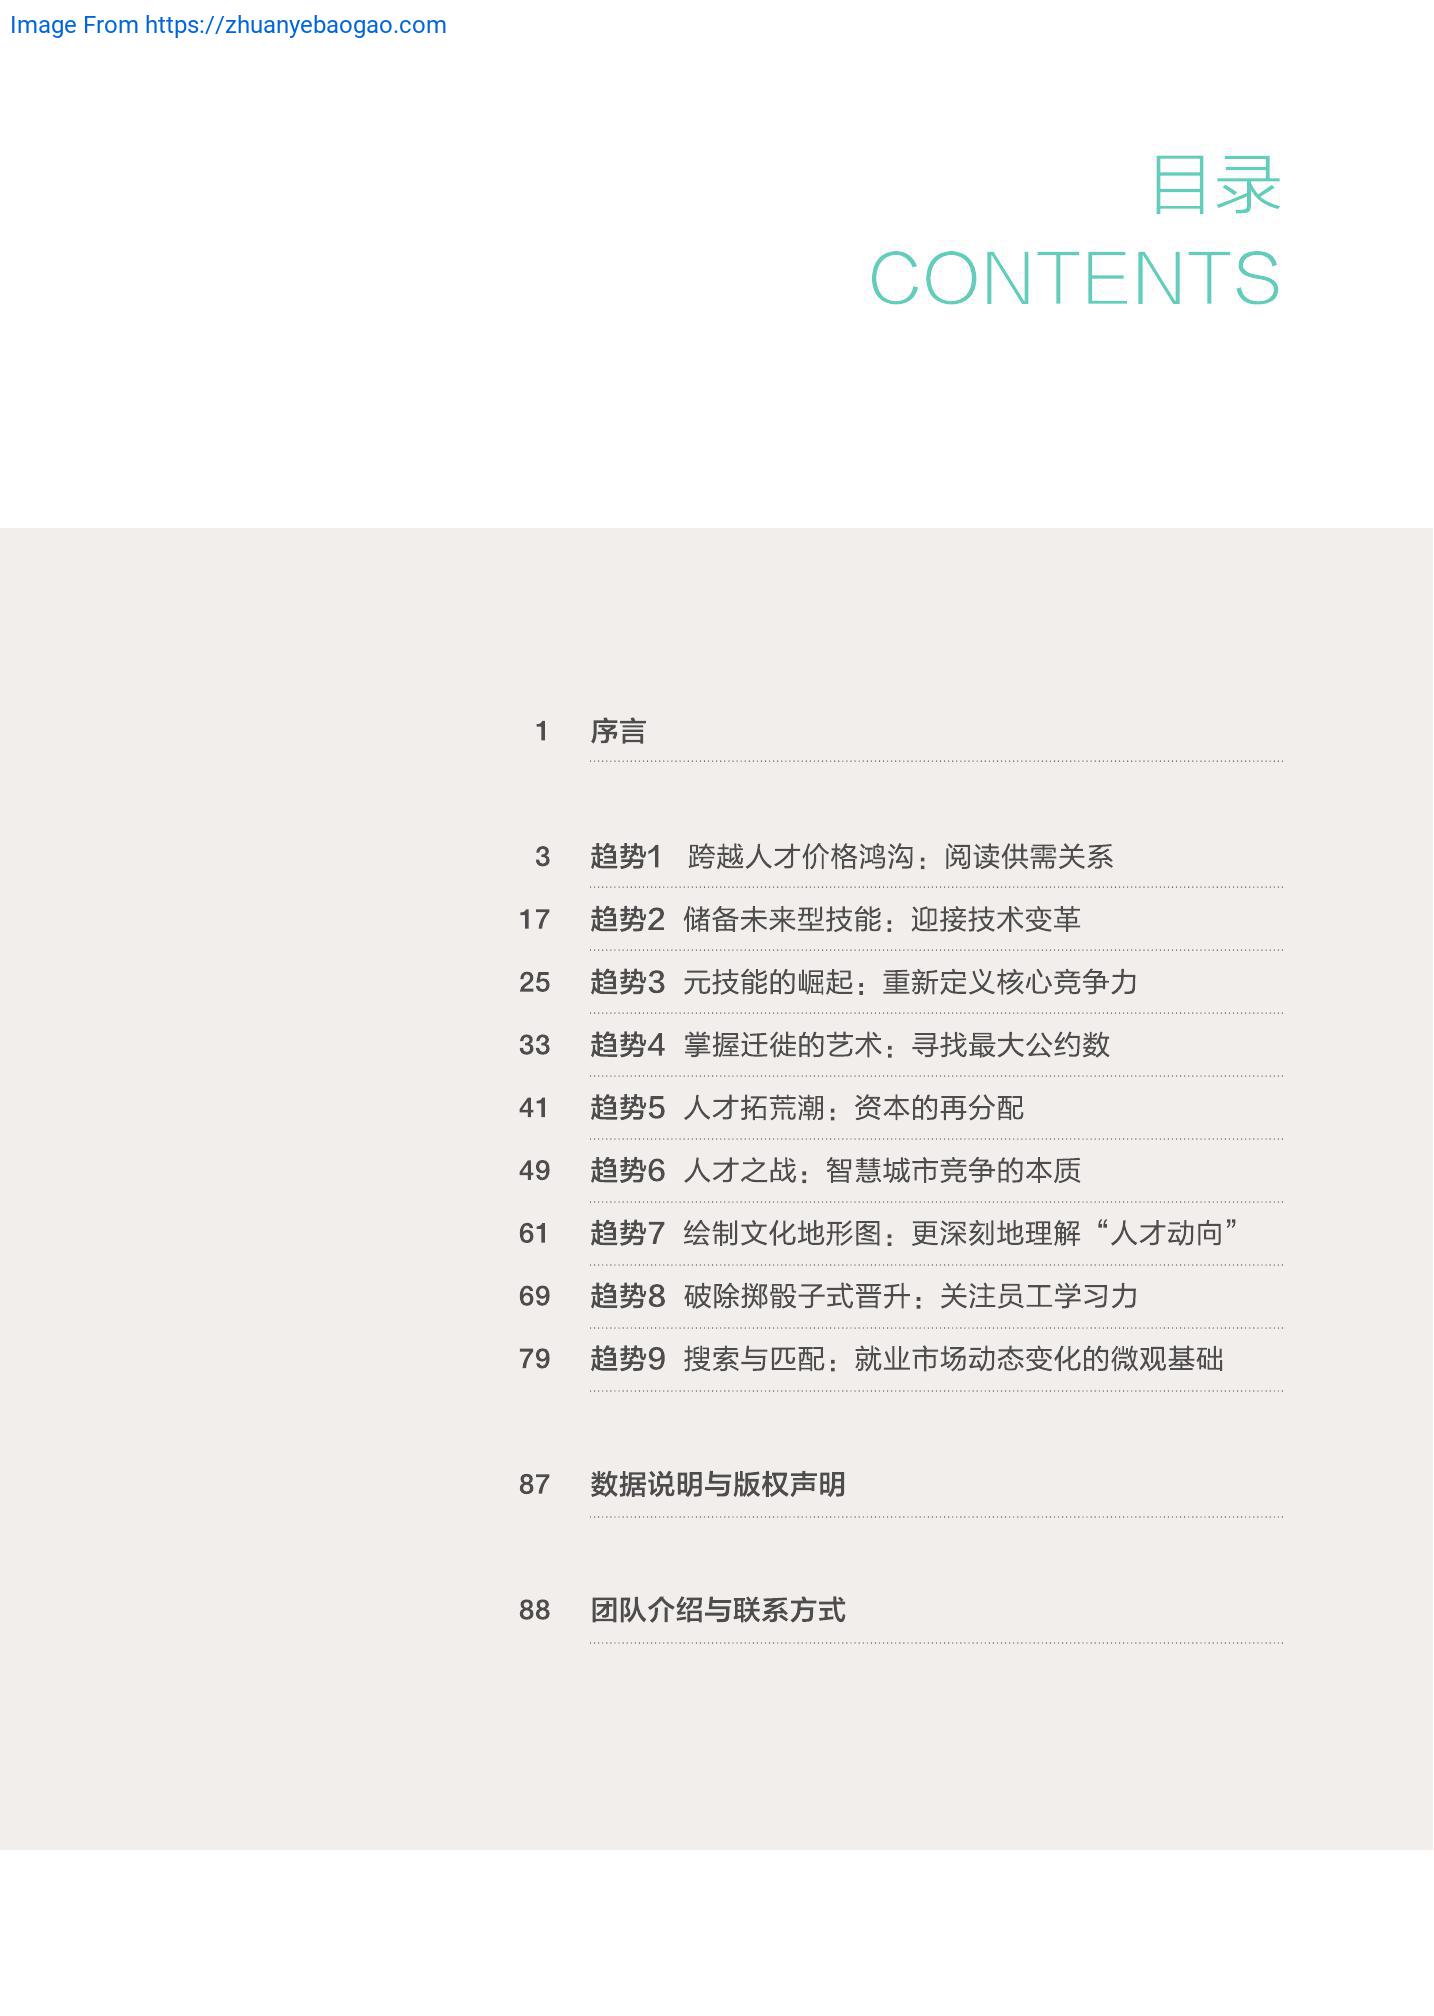 Image From https://zhuanyebaogao.com
目录
CONTENTS
1 序言
3 趋势1 跨越人才价格鸿沟：阅读供需关系
17 趋势2 储备未来型技能：迎接技术变革
25 趋势3 元技能的崛起：重新定义核心竞争力
33 趋势4 掌握迁徙的艺术：寻找最大公约数
41 趋势5 人才拓荒潮：资本的再分配
49 趋势6 人才之战：智慧城市竞争的本质
61 趋势7 绘制文化地形图：更深刻地理解“人才动向”
69 趋势8 破除掷骰子式晋升：关注员工学习力
79 趋势9 搜索与匹配：就业市场动态变化的微观基础
87 数据说明与版权声明
88 团队介绍与联系方式